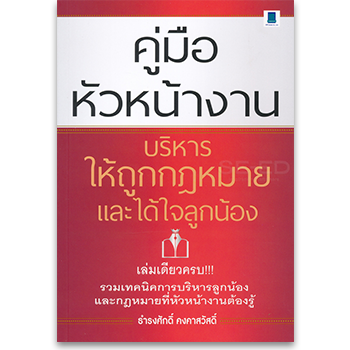 คู่มือ
หัวหน้างาน
บริหาร
ให้ถูกกฎหมาย
และได้ใจลูกน้อง
เล่มเดียวครบ!!!
รวมเทคนิคการบริหารลูกน้อง
และกฎหมายที่หัวหน้างานต้องรู้
ธำรงศักดิ์ คงคาสวัสดิ์